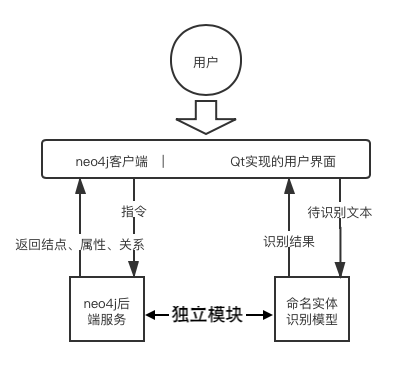 用户
neo4j客户端 | Qt实现的用户界面
指令
待识别文本
返回结点、属性、关系
识别结果
neo4j后
端服务
独立模块
命名实体
识别模型